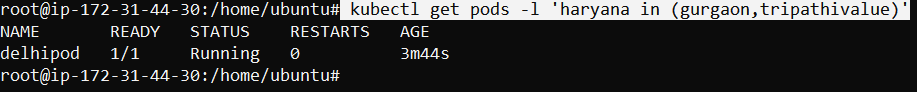 root@ip-172-31-44-30:/home/ubuntu# kubectl get pods -l 'haryana in (gurgaon,tripathivalue)'
NAME READY STATUS RESTARTS AGE
delhipod 1/1 Running 0 3m44s
root@ip-172-31-44-30:/home/ubuntu#